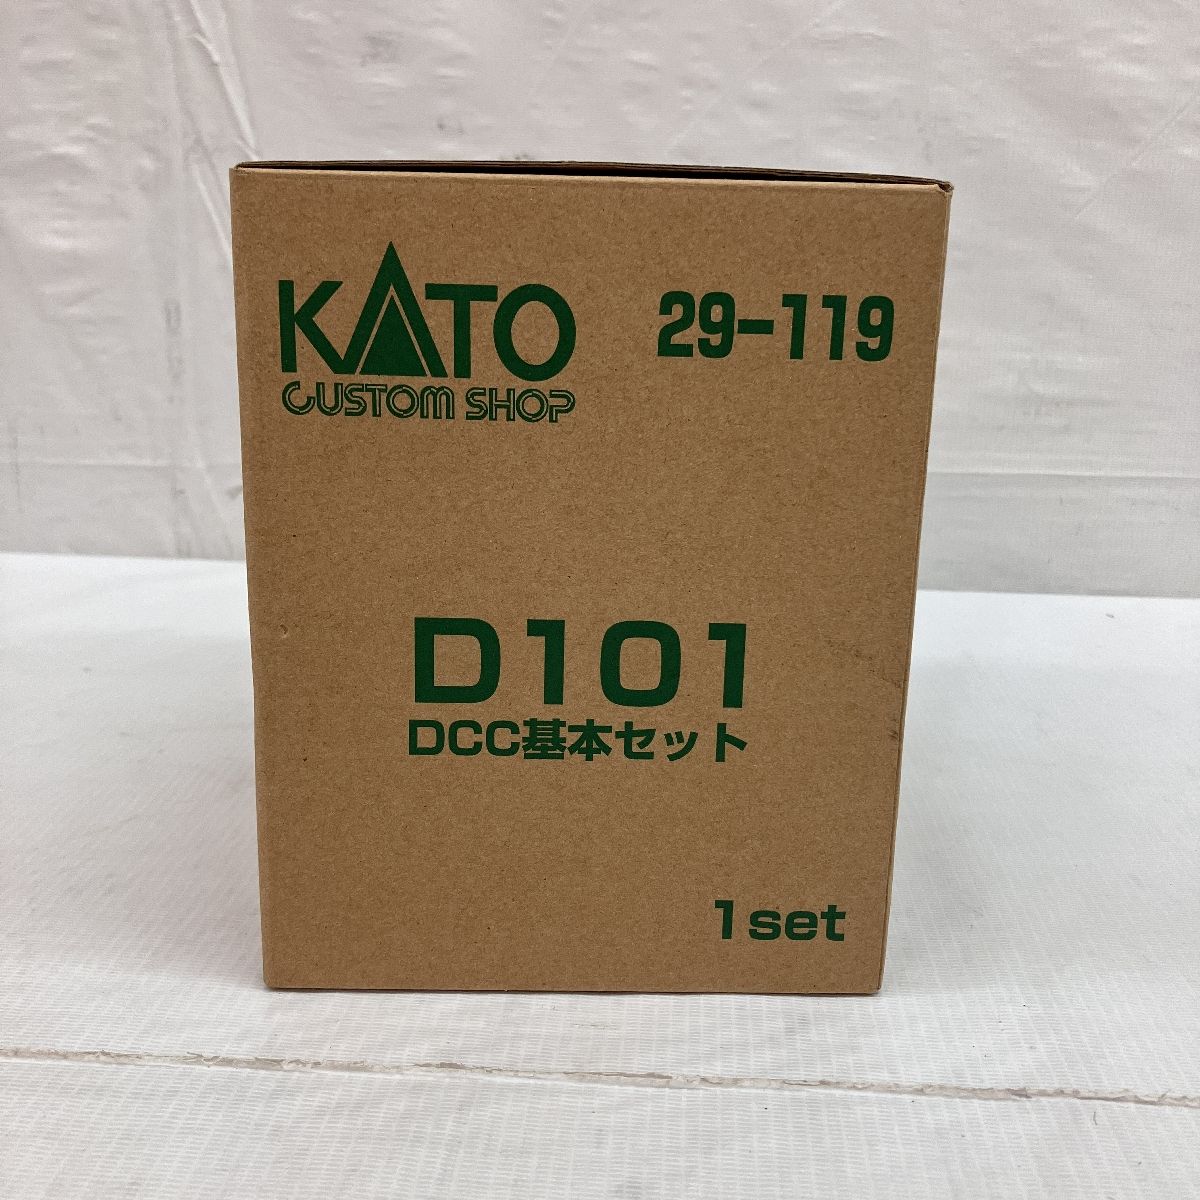 KATO
CUSTOM SHOP
29-119
D101
DCC基本セット
1set